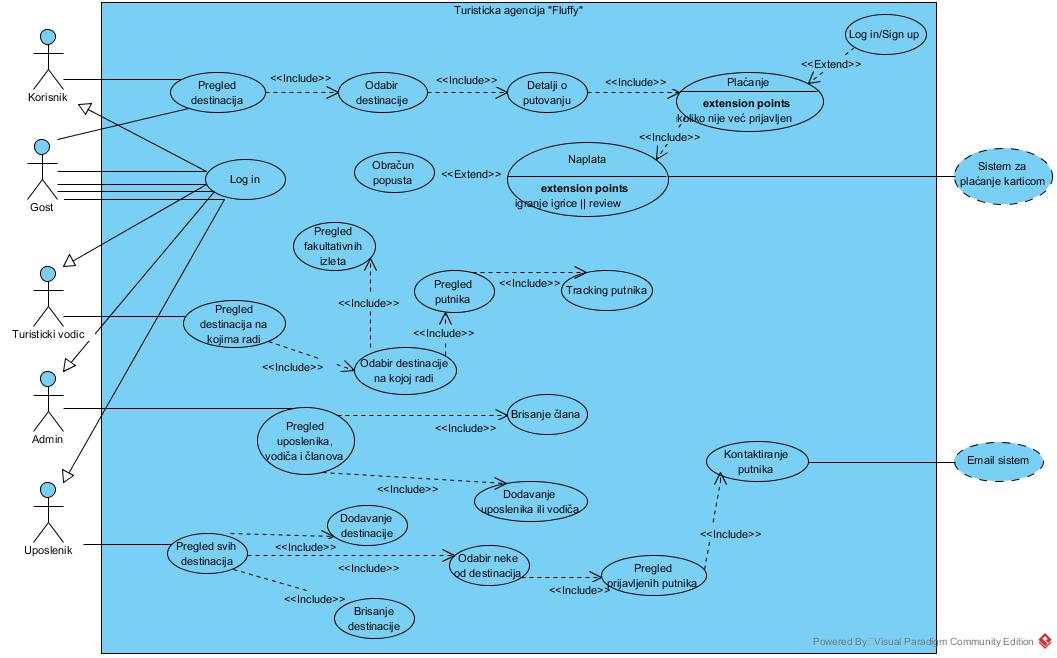 Turisticka agencija "Fluffy"
Log in/Sign up
<<Extend>>
Korisnik
Pregled
destinacija
<<Include>>
Odabir
destinacije
<<Include>>
Detalji o
putovanju
<<Include>>
Plaćanje
extension points
koliko nije već prijavljen
<<Include>>
Gost
Log in
Obračun
popusta
<<Extend>>
Naplata
extension points
igranje igrice || review
Sistem za
plaćanje karticom
Pregled
fakultativnih
izleta
<<Include>>
Pregled
putnika
<<Include>>
Tracking putnika
Turisticki vodic
Pregled
destinacija na
kojima radi
<<Include>>
<<Include>>
Odabir destinacije
na kojoj radi
Admin
Pregled
uposlenika,
vodiča i članova
<<Include>>
Brisanje člana
<<Include>>
Dodavanje
uposlenika ili vodiča
Kontaktiranje
putnika
Email sistem
Uposlenik
Pregled svih
destinacija
Dodavanje
destinacije
<<Include>>
<<Include>>
Odabir neke
od destinacija
<<Include>>
Pregled
prijavljenih putnika
<<Include>>
<<Include>>
Brisanje
destinacije
Powered By Visual Paradigm Community Edition